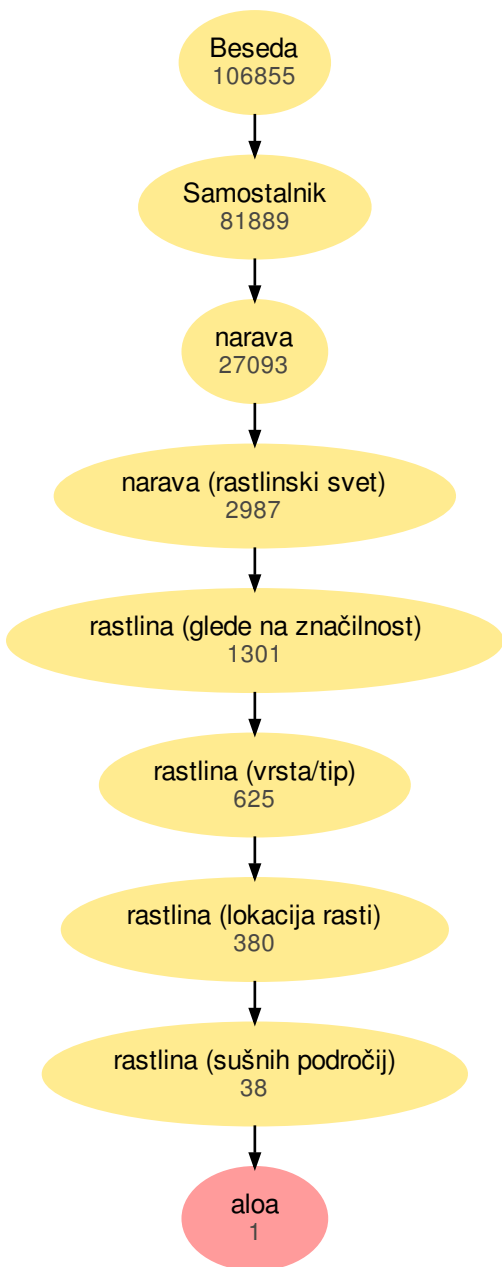 Beseda
106855
Samostalnik
81889
narava
27093
narava (rastlinski svet)
2987
rastlina (glede na značilnost)
1301
rastlina (vrsta/tip)
625
rastlina (lokacija rasti)
380
rastlina (sušnih področij)
38
aloa
1